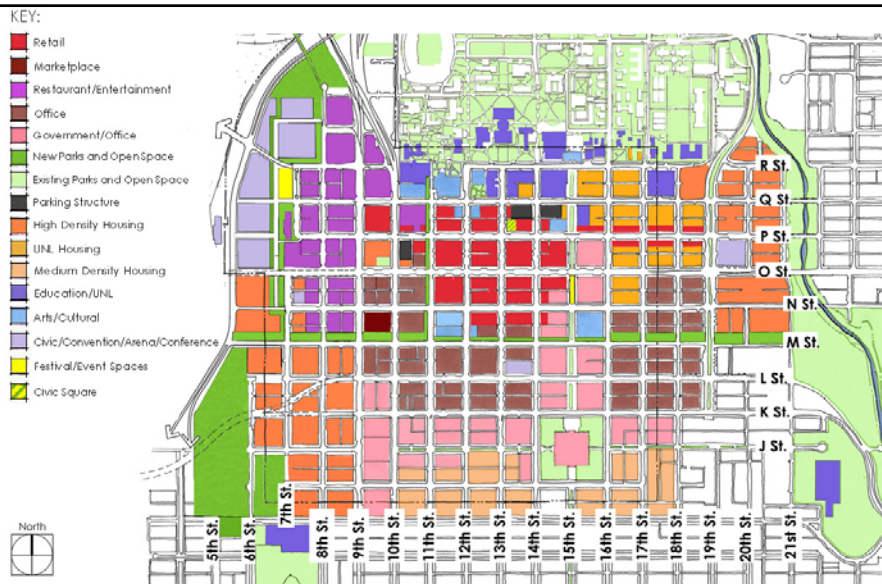 KEY:
Retail
Marketplace
Restaurant/Entertainment
Office
Government/Office
New Parks and Open Space
Existing Parks and Open Space
Parking Structure
High Density Housing
UNL Housing
Medium Density Housing
Education/UNL
Arts/Cultural
Civic/Convention/Arena/Conference
Festival/Event Spaces
Civic Square
R St.
Q St.
P St.
O St.
N St.
M St.
L St.
K St.
J St.
North
5th St.
6th St.
7th St.
8th St.
9th St.
10th St.
11th St.
12th St.
13th St.
14th St.
15th St.
16th St.
17th St.
18th St.
19th St.
20th St.
21st St.